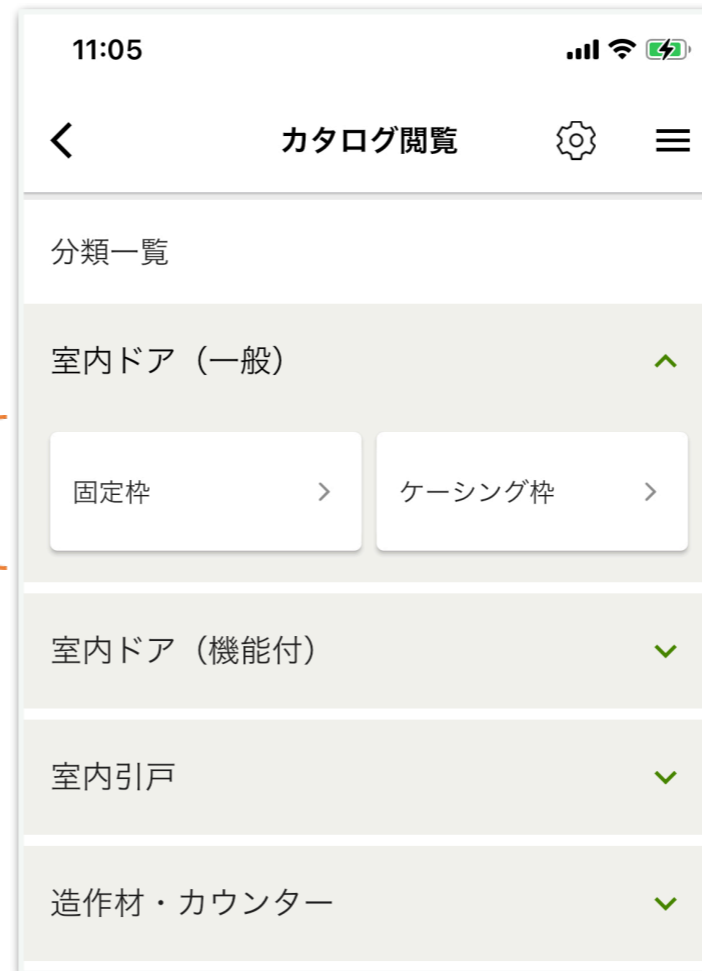 11:05
カタログ閲覧
分類一覧
室内ドア（一般）
固定枠
ケーシング枠
室内ドア（機能付）
室内引戸
造作材・カウンター